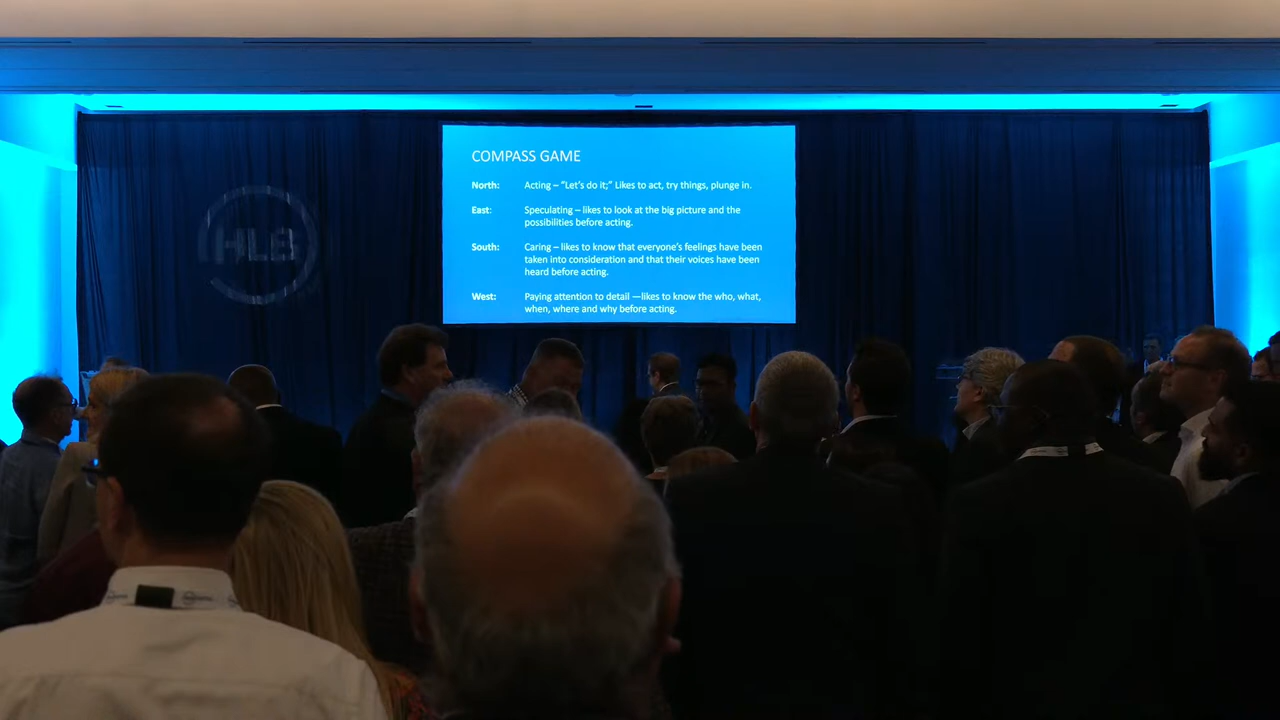 COMPASS GAME
North: Acting – “Let's do it;” Likes to act, try things, plunge in.
East: Speculating – likes to look at the big picture and the
possibilities before acting.
South: Caring – likes to know that everyone's feelings have been
taken into consideration and that their voices have been
heard before acting.
West: Paying attention to detail —likes to know the who, what,
when, where and why before acting.
HLB